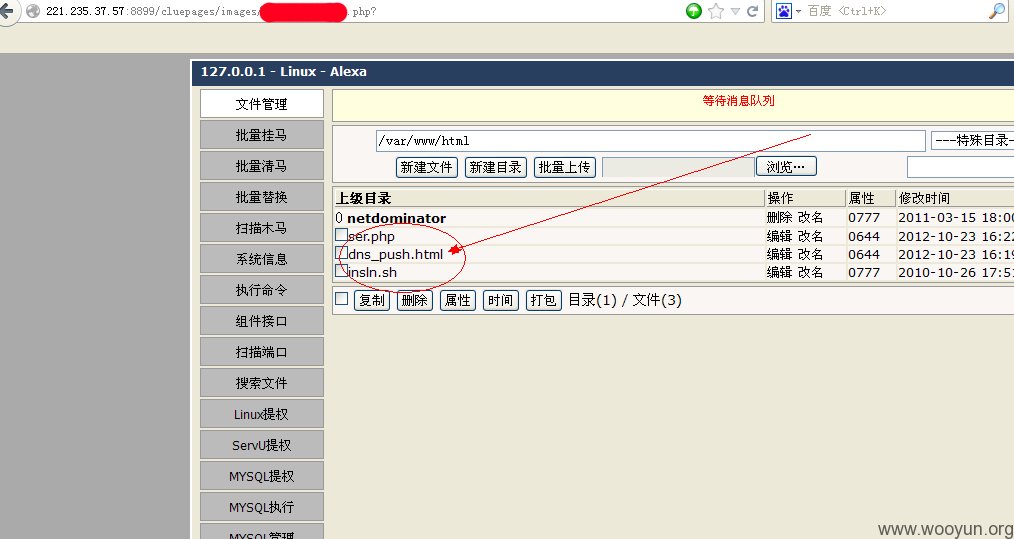 221.235.37.57:8899/cluepages/images/ .php?
百度 <Ctrl+K>
127.0.0.1 - Linux - Alexa
文件管理
批量挂马
批量清马
批量替换
扫描木马
系统信息
执行命令
组件接口
扫描端口
搜索文件
Linux提权
ServU提权
MYSQL提权
MYSQL执行
MYSQL管理
等待消息队列
/var/www/html
---特殊目录-
新建文件 新建目录 批量上传 浏览…
上级目录 操作 属性 修改时间
0 netdominator 删除 改名 0777 2011-03-15 18:00
ser.php 编辑 改名 0644 2012-10-23 16:22
dns_push.html 编辑 改名 0644 2012-10-23 16:19
insln.sh 编辑 改名 0777 2010-10-26 17:5
复制 删除 属性 时间 打包 目录(1) / 文件(3)
www.wooyun.org